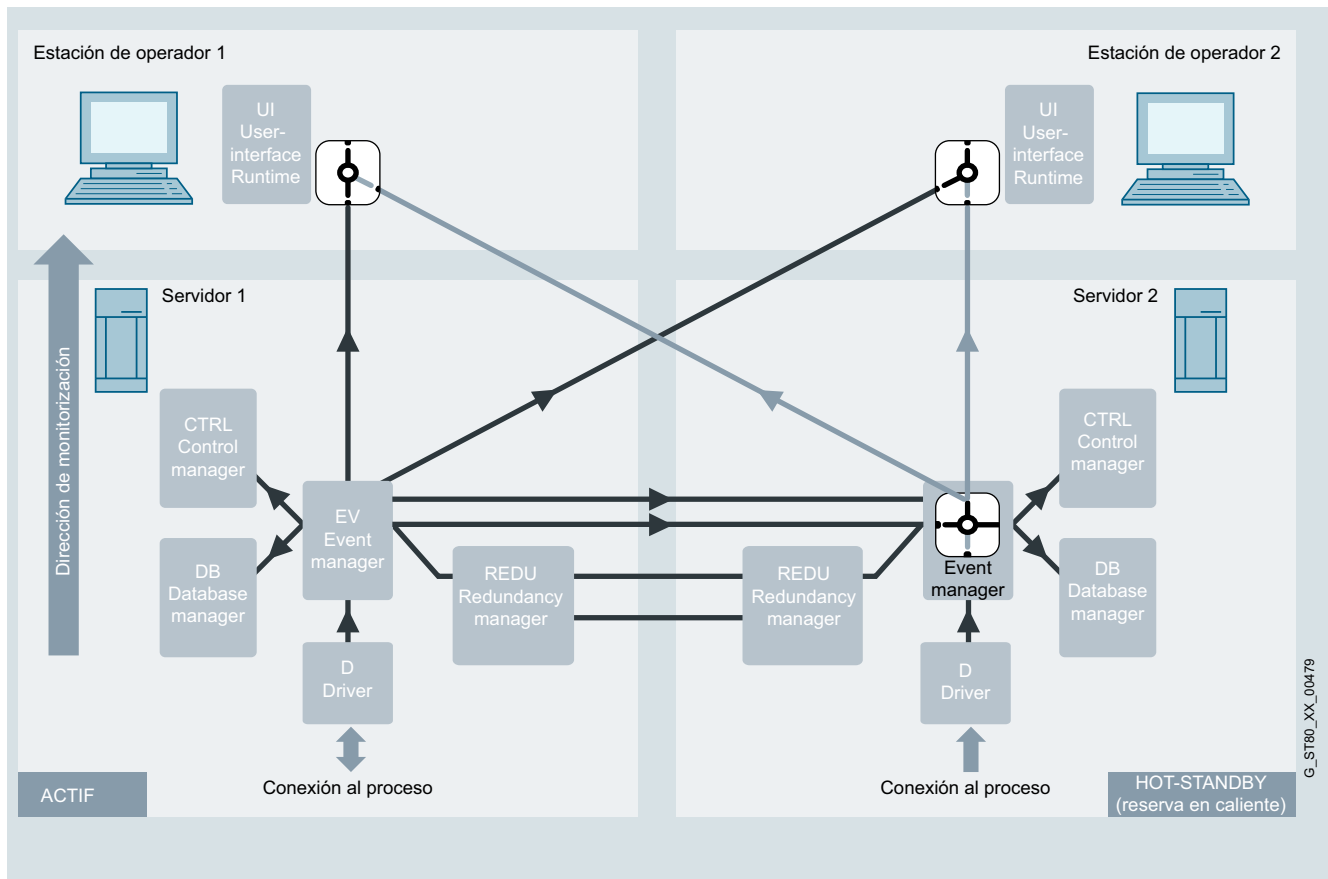 Estación de operador 1
Estación de operador 2
UI
User-
interface
Runtime
UI
User-
interface
Runtime
Servidor 1
Servidor 2
Dirección de monitorización
CTRL
Control
manager
CTRL
Control
manager
EV
Event
manager
Event
manager
DB
Database
manager
REDU
Redundancy
manager
REDU
Redundancy
manager
DB
Database
manager
D
Driver
D
Driver
Conexión al proceso
Conexión al proceso
ACTIF
HOT-STANDBY
(reserva en caliente)
G_ST80_XX_00479